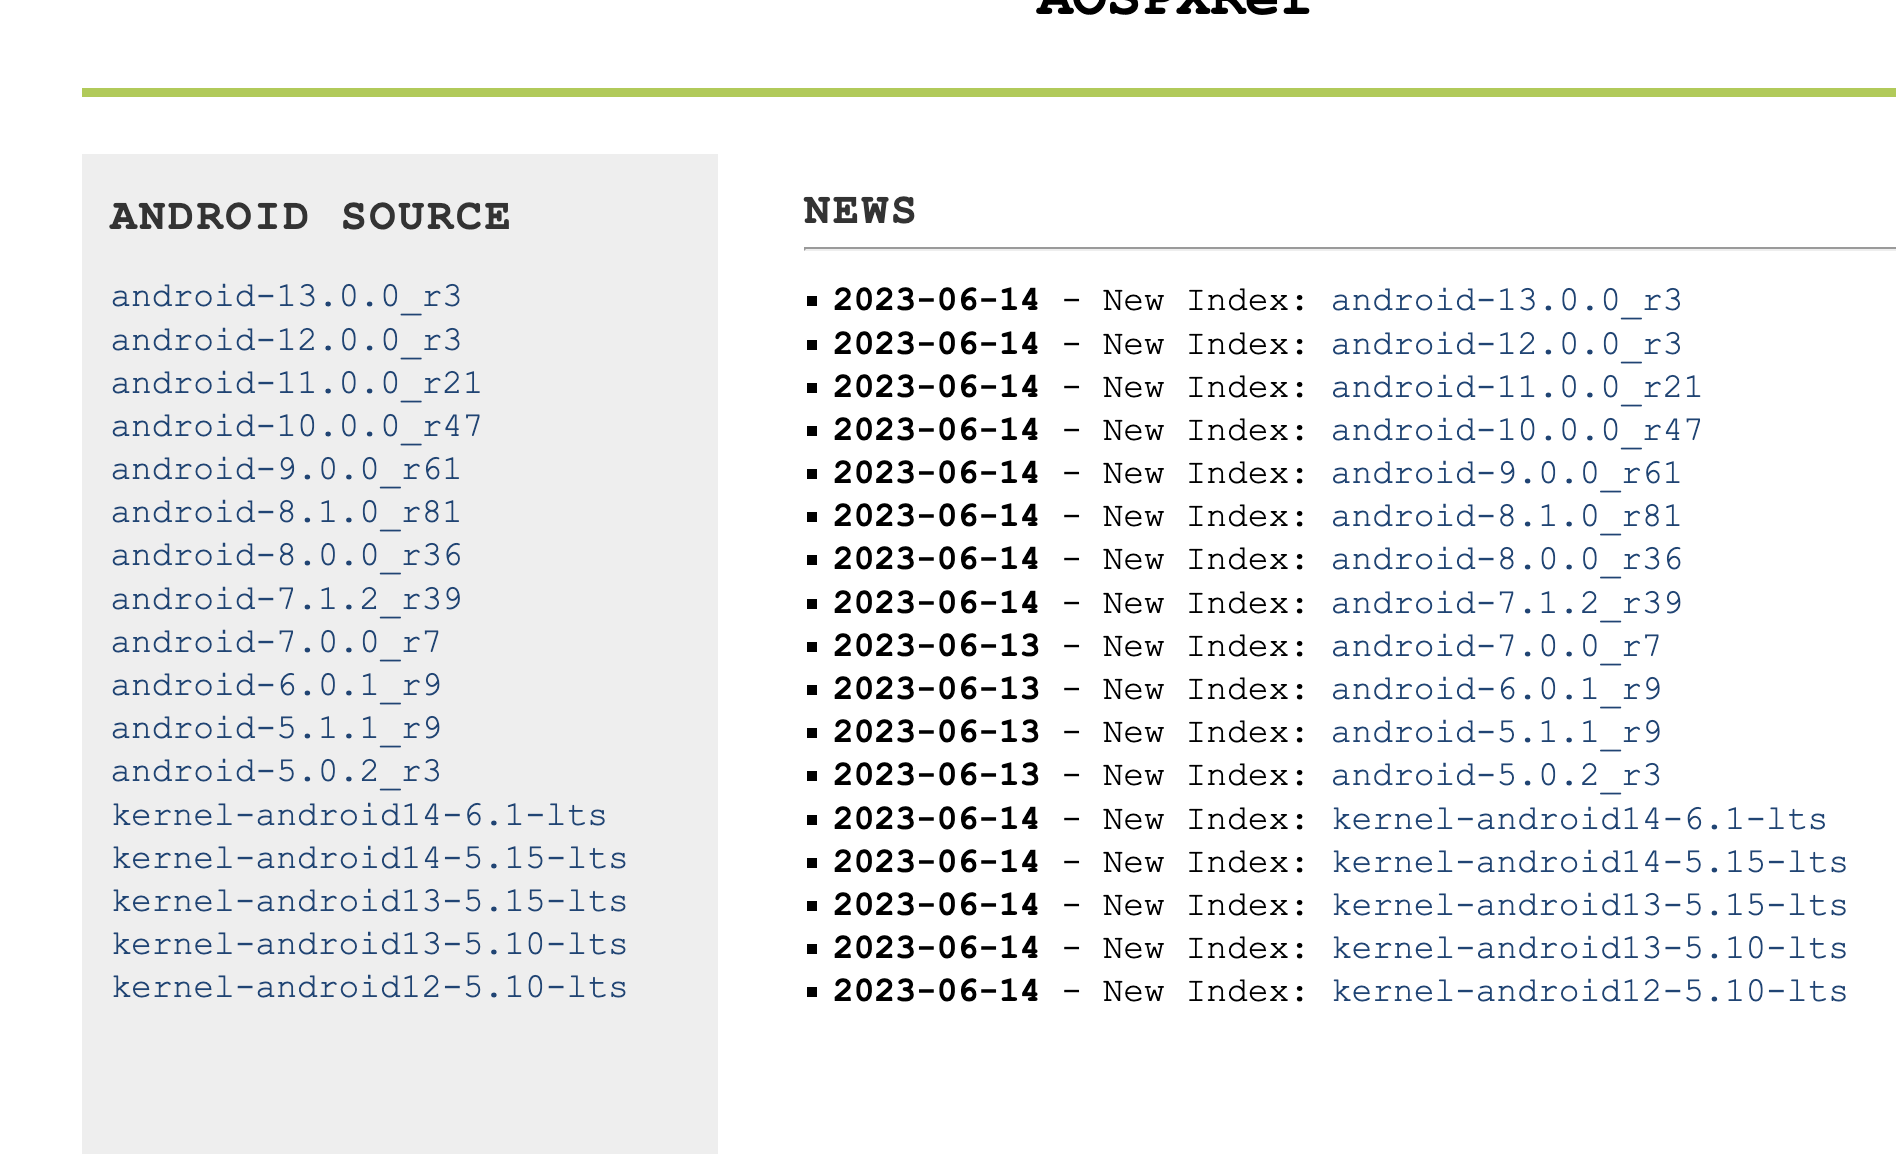 AOSPXRef
ANDROID SOURCE
android-13.0.0_r3
android-12.0.0_r3
android-11.0.0_r21
android-10.0.0_r47
android-9.0.0_r61
android-8.1.0_r81
android-8.0.0_r36
android-7.1.2_r39
android-7.0.0_r7
android-6.0.1_r9
android-5.1.1_r9
android-5.0.2_r3
kernel-android14-6.1-lts
kernel-android14-5.15-lts
kernel-android13-5.15-lts
kernel-android13-5.10-lts
kernel-android12-5.10-lts
NEWS
2023-06-14 - New Index: android-13.0.0_r3
2023-06-14 - New Index: android-12.0.0_r3
2023-06-14 - New Index: android-11.0.0_r21
2023-06-14 - New Index: android-10.0.0_r47
2023-06-14 - New Index: android-9.0.0_r61
2023-06-14 - New Index: android-8.1.0_r81
2023-06-14 - New Index: android-8.0.0_r36
2023-06-14 - New Index: android-7.1.2_r39
2023-06-13 - New Index: android-7.0.0_r7
2023-06-13 - New Index: android-6.0.1_r9
2023-06-13 - New Index: android-5.1.1_r9
2023-06-13 - New Index: android-5.0.2_r3
2023-06-14 - New Index: kernel-android14-6.1-lts
2023-06-14 - New Index: kernel-android14-5.15-lts
2023-06-14 - New Index: kernel-android13-5.15-lts
2023-06-14 - New Index: kernel-android13-5.10-lts
2023-06-14 - New Index: kernel-android12-5.10-lts